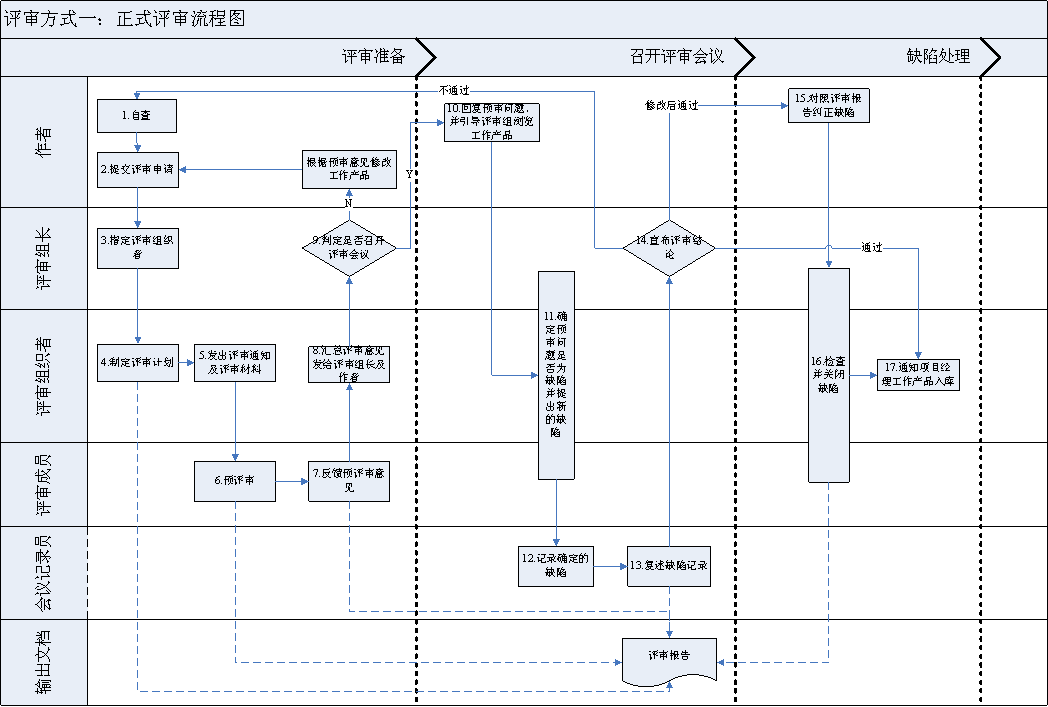 评审方式一：正式评审流程图
评审准备
召开评审会议
缺陷处理
作者
1.自查
2.提交评审申请
根据预审意见修改
工作产品
不通过
10.回复预审问题，
并引导评审组浏览
工作产品
修改后通过
15.对照评审报
告纠正缺陷
Y
N
评审组长
3.指定评审组织
者
9.判定是否召开
评审会议
14.宣布评审结
论
通过
评审组织者
4.制定评审计划
5.发出评审通知
及评审材料
8.汇总评审意见
发给评审组长及
作者
11.确
定预
审问
题是
否为
缺陷
并提
出新
的缺
陷
16.检查
并关闭
缺陷
17.通知项目经
理工作产品入库
评审成员
6.预评审
7.反馈预评审意
见
会议记录员
12.记录确定的
缺陷
13.复述缺陷记录
输出文档
评审报告